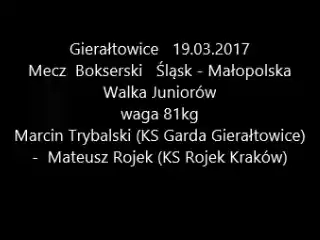 Gierałtowice 19.03.2017
Mecz Bokserski Śląsk - Małopolska
Walka Juniorów
waga 81kg
Marcin Trybalski (KS Garda Gierałtowice)
- Mateusz Rojek (KS Rojek Kraków)